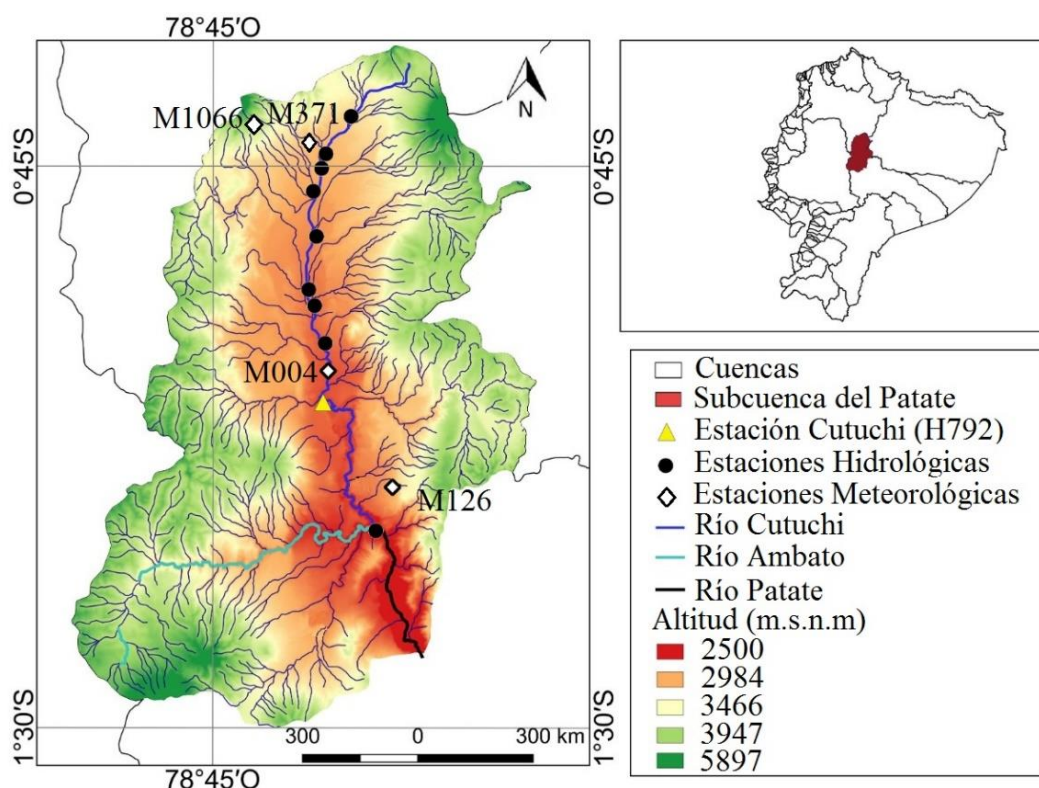 78°45'O
N
M1066
M371
0°45'S
0°45'S
M004
M126
1°30'S
1°30'S
300 0 300 km
78°45'O
Cuencas
Subcuenca del Patate
Estación Cutuchi (H792)
Estaciones Hidrológicas
Estaciones Meteorológicas
Río Cutuchi
Río Ambato
Río Patate
Altitud (m.s.n.m)
2500
2984
3466
3947
5897